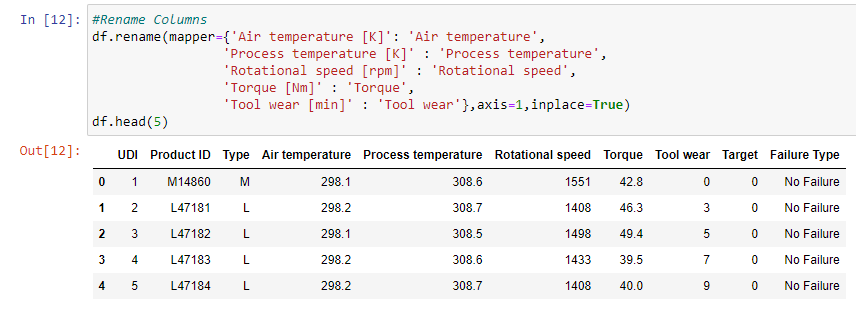 In [12]: #Rename Columns
df.rename(mapper={'Air temperature [K]': 'Air temperature',
'Process temperature [K]' : 'Process temperature',
'Rotational speed [rpm]' : 'Rotational speed',
'Torque [Nm]' : 'Torque',
'Tool wear [min]' : 'Tool wear'},axis=1,inplace=True)
df.head(5)
Out[12]:
UDI Product ID Type Air temperature Process temperature Rotational speed Torque Tool wear Target Failure Type
0 1 M14860 M 298.1 308.6 1551 42.8 0 0 No Failure
1 2 L47181 L 298.2 308.7 1408 46.3 3 0 No Failure
2 3 L47182 L 298.1 308.5 1498 49.4 5 0 No Failure
3 4 L47183 L 298.2 308.6 1433 39.5 7 0 No Failure
4 5 L47184 L 298.2 308.7 1408 40.0 9 0 No Failure